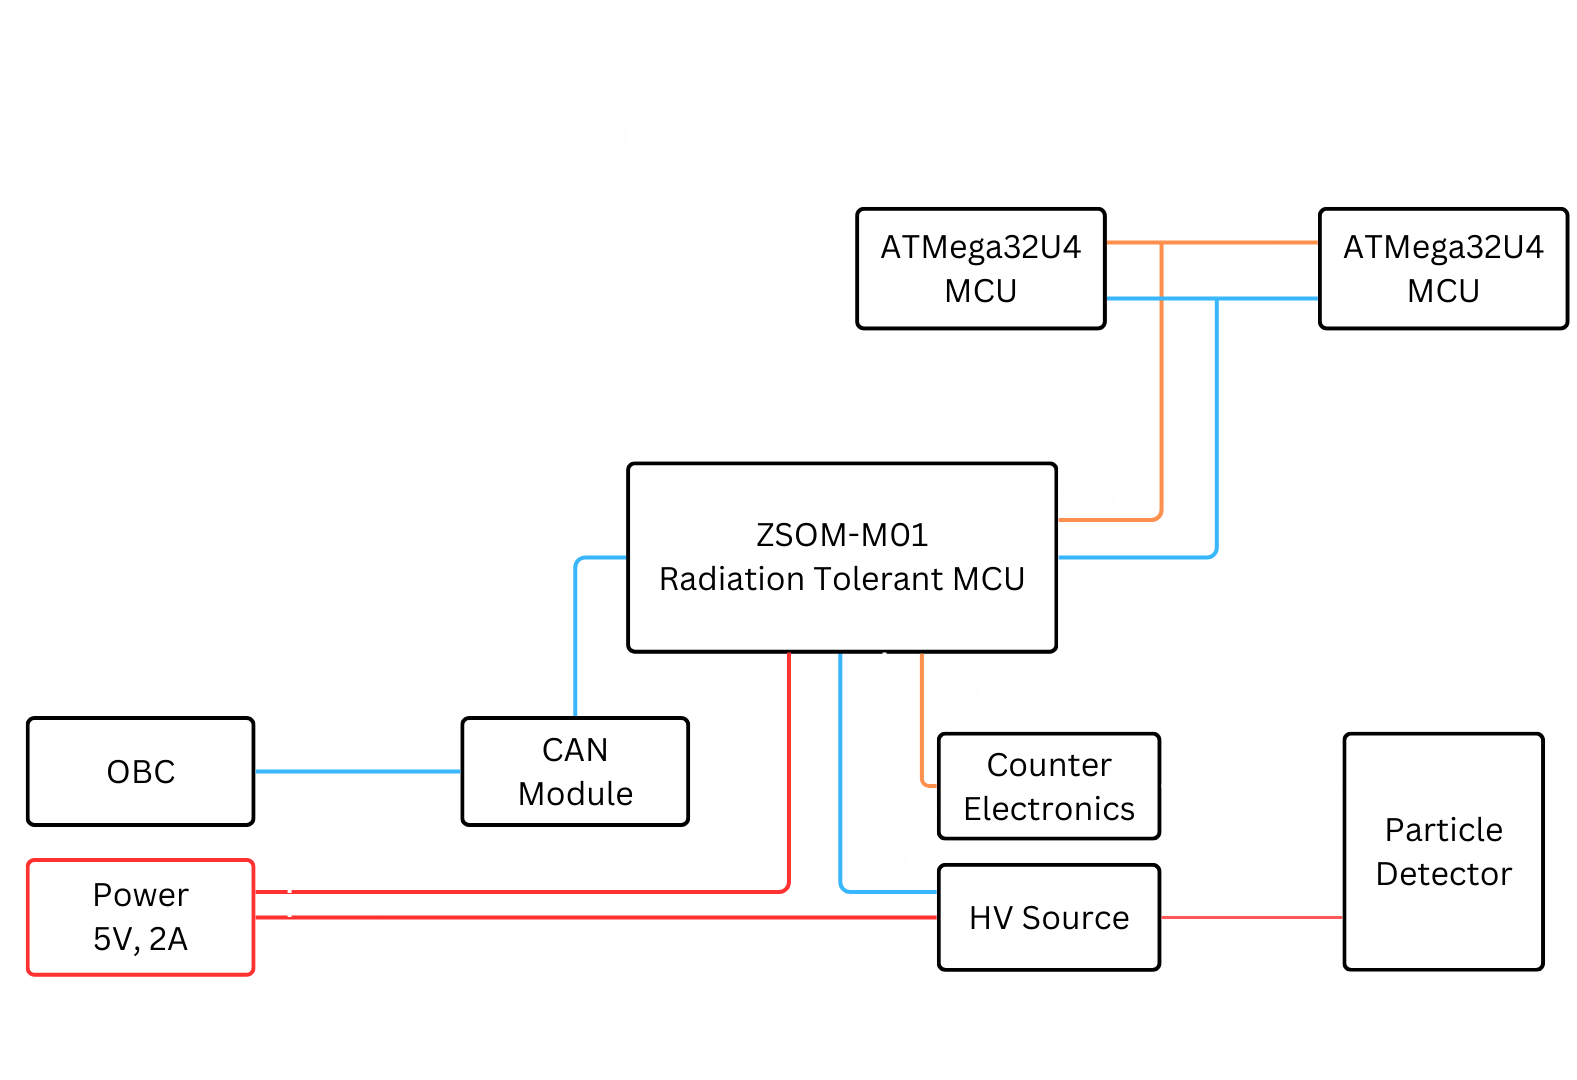 ATMega32U4
MCU
ATMega32U4
MCU
ZSOM-M01
Radiation Tolerant MCU
OBC
CAN
Module
Counter
Electronics
Particle
Detector
Power
5V, 2A
HV Source